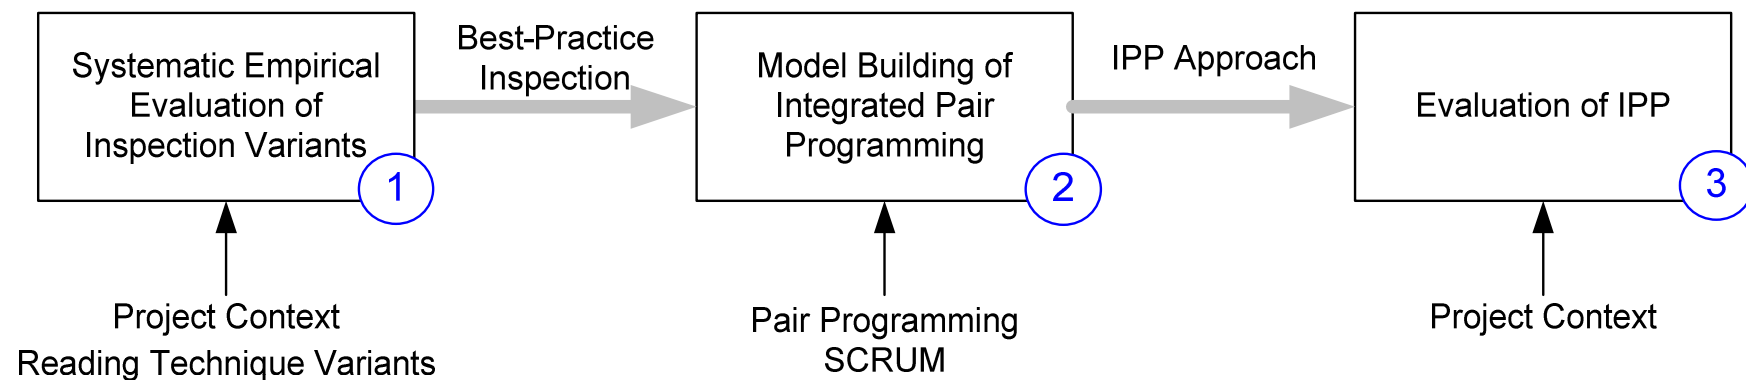 Systematic Empirical
Evaluation of
Inspection Variants
1
Best-Practice
Inspection
Model Building of
Integrated Pair
Programming
2
IPP Approach
Evaluation of IPP
3
Project Context
Reading Technique Variants
Pair Programming
SCRUM
Project Context